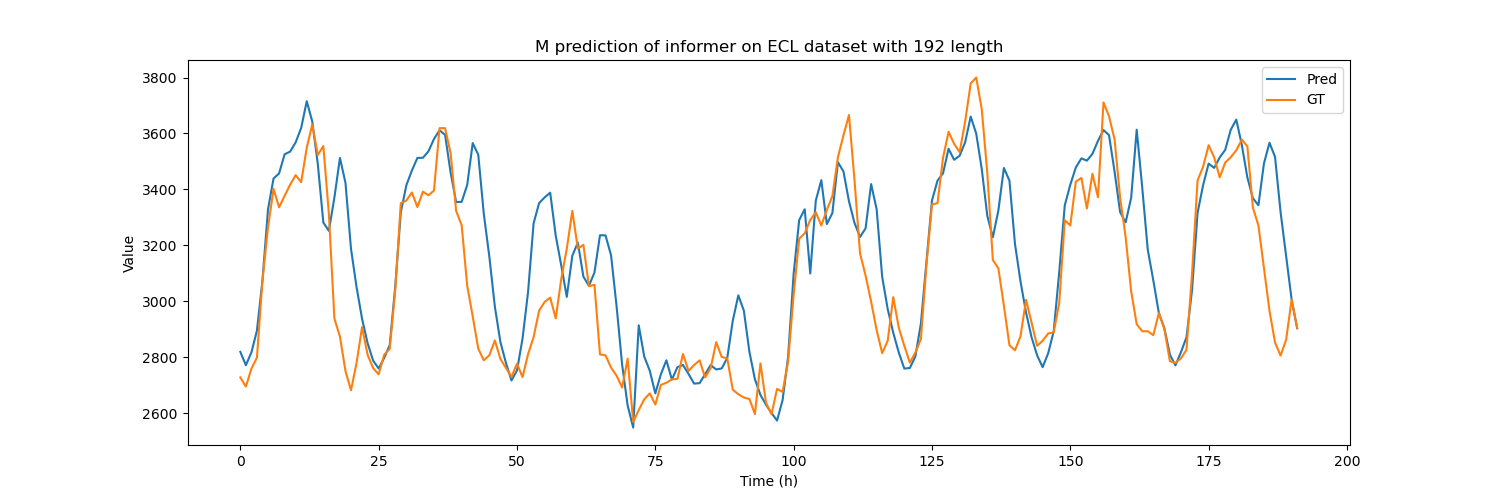 M prediction of informer on ECL dataset with 192 length
Pred
GT
Value
3800
3600
3400
3200
3000
2800
2600
0 25 50 75 100 125 150 175 200
Time (h)